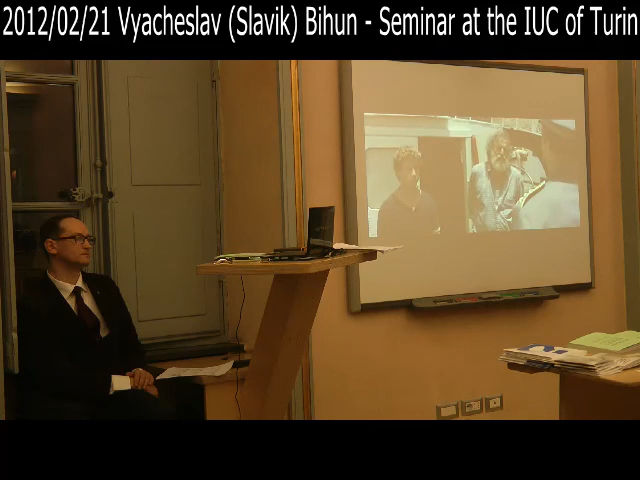 2012/02/21 Vyacheslav (Slavik) Bihun - Seminar at the IUC of Turin